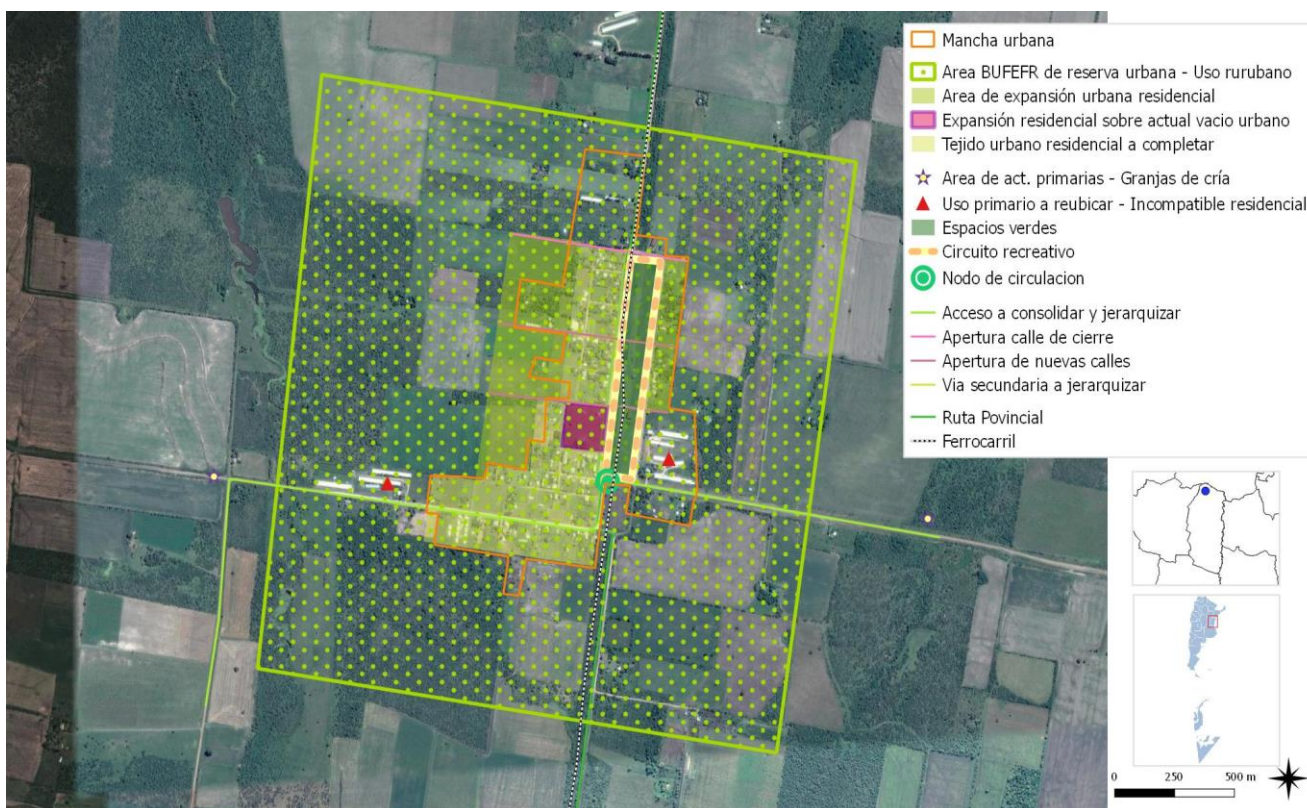 Mancha urbana
Area BUFEFR de reserva urbana - Uso rurubano
Area de expansión urbana residencial
Expansión residencial sobre actual vacio urbano
Tejido urbano residencial a completar
Area de act. primarias - Granjas de cría
Uso primario a reubicar - Incompatible residencial
Espacios verdes
Circuito recreativo
Nodo de circulacion
Acceso a consolidar y jerarquizar
Apertura calle de cierre
Apertura de nuevas calles
Via secundaria a jerarquizar
Ruta Povincial
Ferrocarril
0 250 500 m